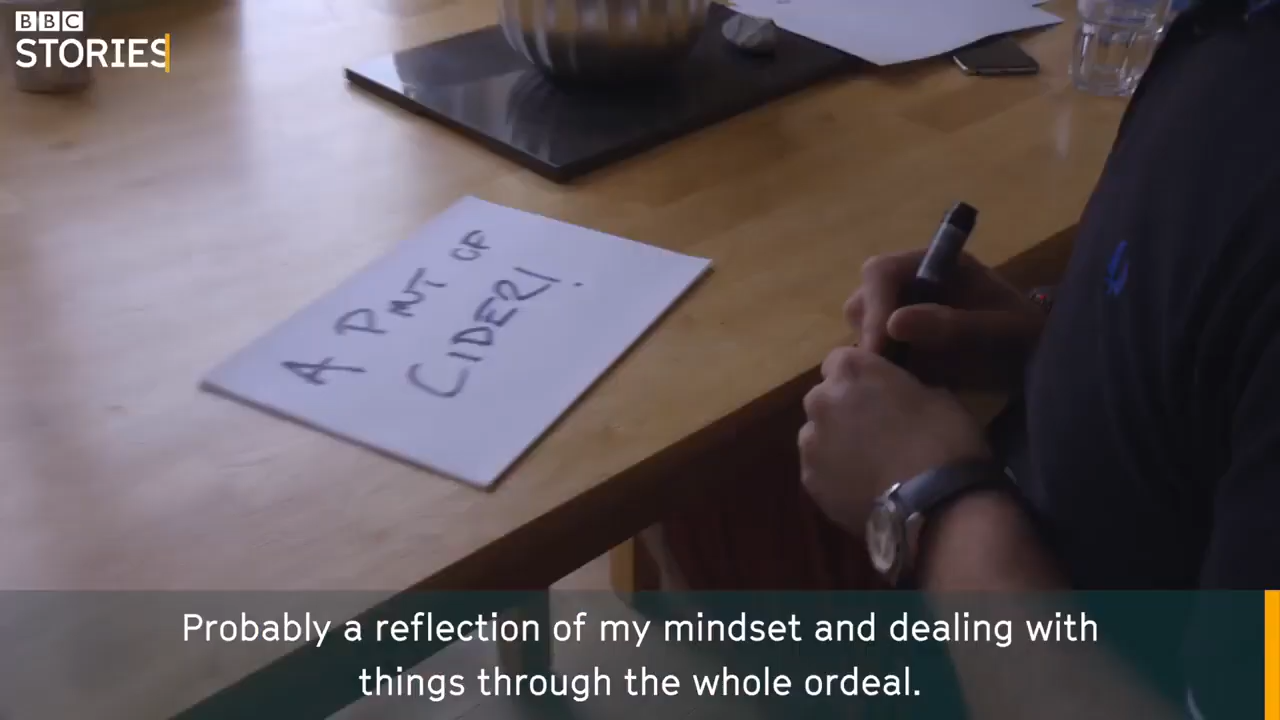 BBC
STORIES
A PINT OF
CIDER!
Probably a reflection of my mindset and dealing with
things through the whole ordeal.